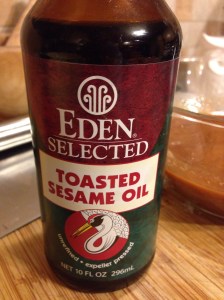 EDEN®
SELECTED
TOASTED
SESAME OIL
unrefined • expeller pressed
NET 10 FL OZ 296mL